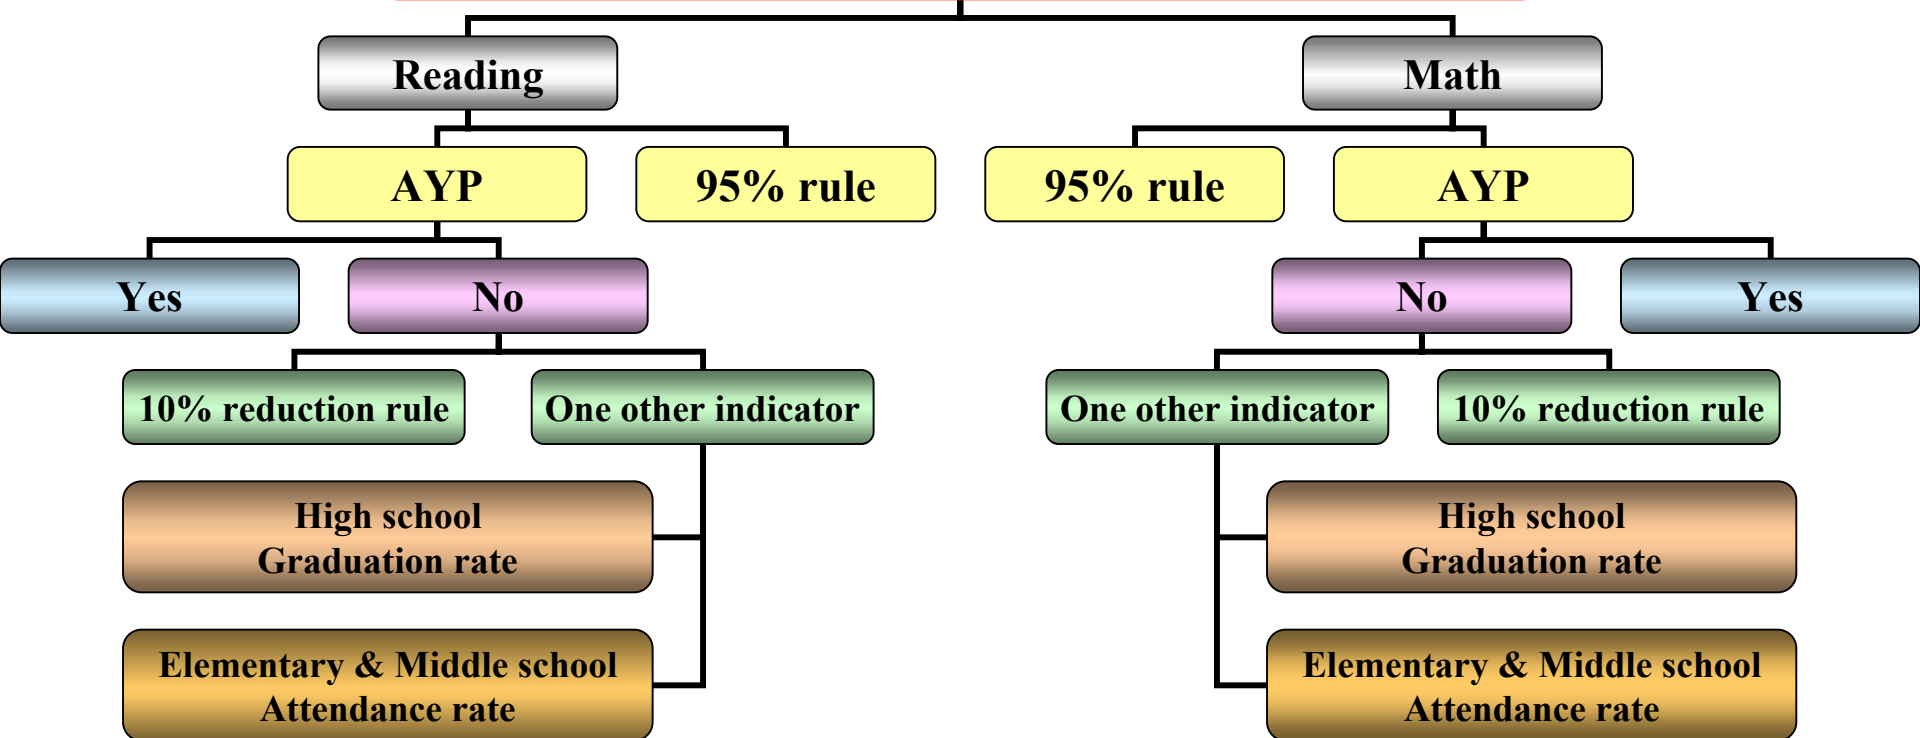 Reading
Math
AYP
95% rule
95% rule
AYP
Yes
No
No
Yes
10% reduction rule
One other indicator
One other indicator
10% reduction rule
High school
Graduation rate
High school
Graduation rate
Elementary & Middle school
Attendance rate
Elementary & Middle school
Attendance rate